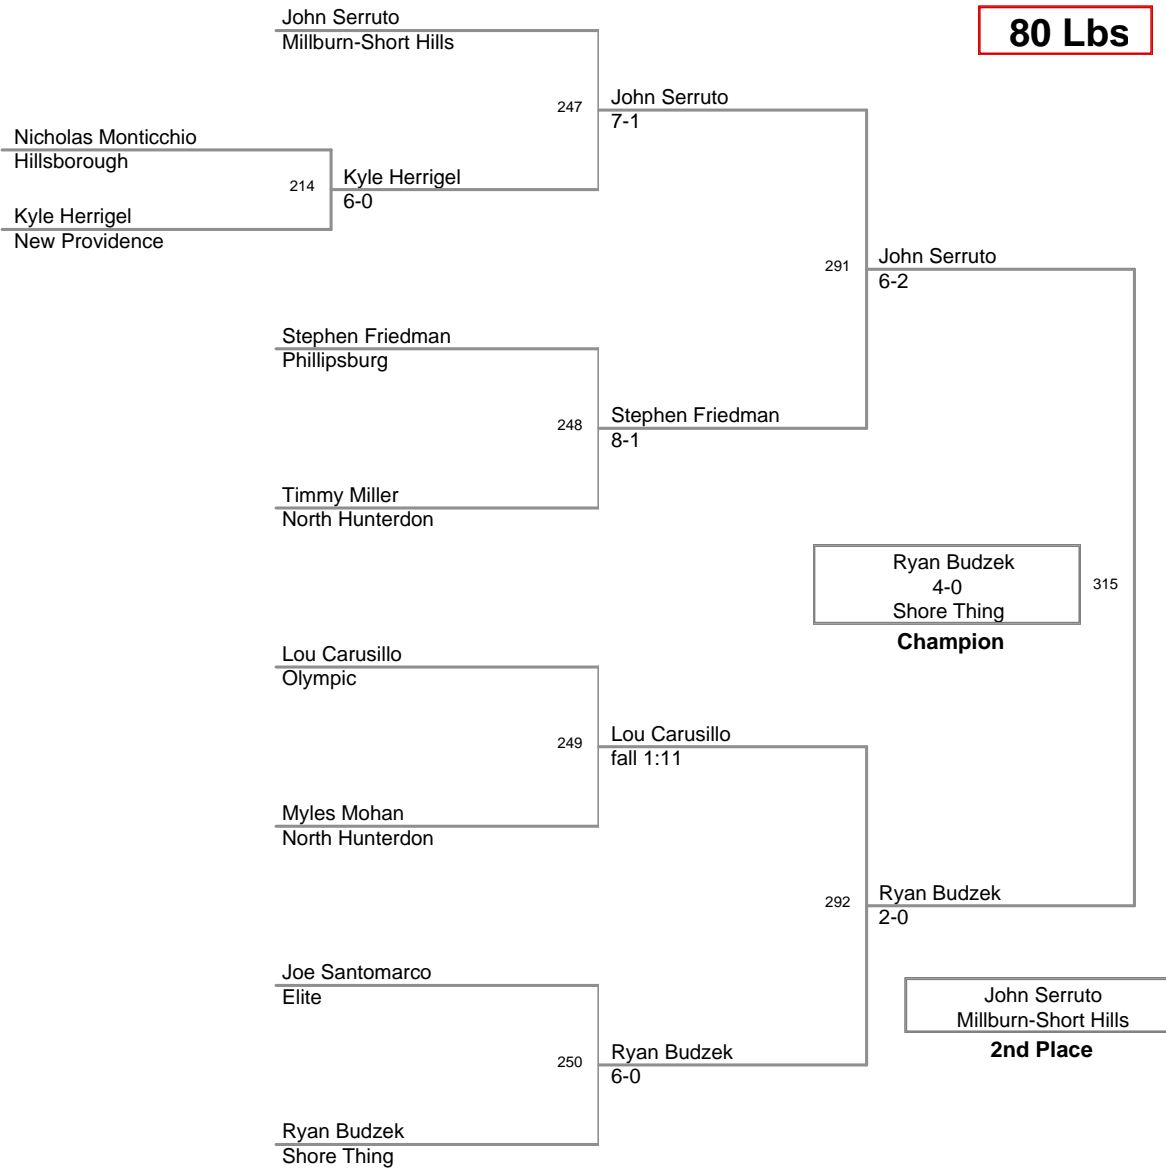 John Serruto
Millburn-Short Hills
80 Lbs
247
John Serruto
7-1
Nicholas Monticchio
Hillsborough
214
Kyle Herrigel
6-0
Kyle Herrigel
New Providence
291
John Serruto
6-2
Stephen Friedman
Phillipsburg
248
Stephen Friedman
8-1
Timmy Miller
North Hunterdon
Ryan Budzek
4-0
Shore Thing
315
Champion
Lou Carusillo
Olympic
249
Lou Carusillo
fall 1:11
Myles Mohan
North Hunterdon
292
Ryan Budzek
2-0
Joe Santomarco
Elite
John Serruto
Millburn-Short Hills
2nd Place
250
Ryan Budzek
6-0
Ryan Budzek
Shore Thing